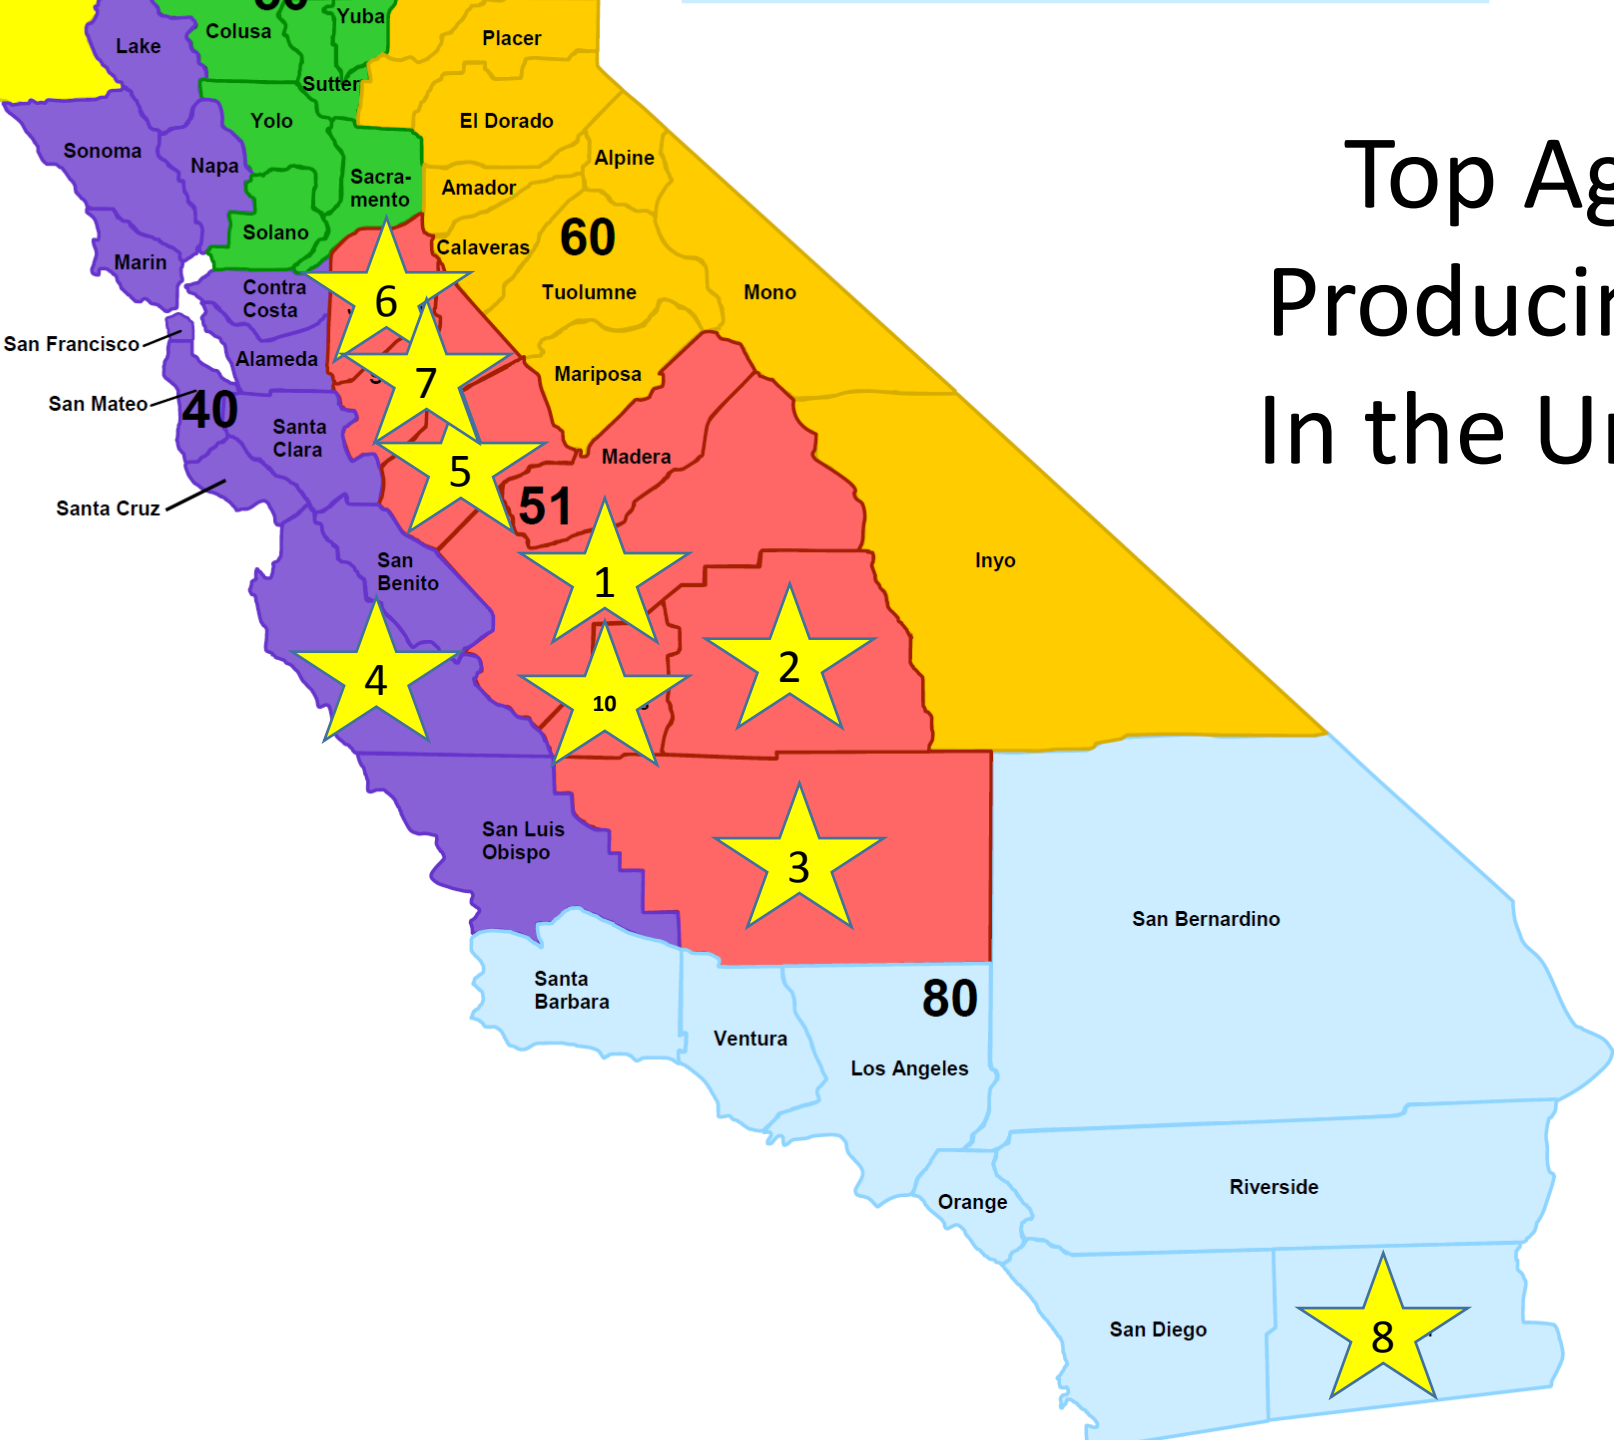 Yuba
Colusa
Lake
Placer
Sutter
Yolo
El Dorado
Sonoma
Napa
Alpine
Sacra-
mento
Amador
Solano
Calaveras
60
Marin
Contra
Costa
Tuolumne
Mono
6
San Francisco
Alameda
Mariposa
7
San Mateo
40
Santa
Clara
Madera
5
51
Santa Cruz
San
Benito
Inyo
1
4
2
10
San Luis
Obispo
3
San Bernardino
Santa
Barbara
80
Ventura
Los Angeles
Orange
Riverside
San Diego
8
Top Ag
Produci
In the U